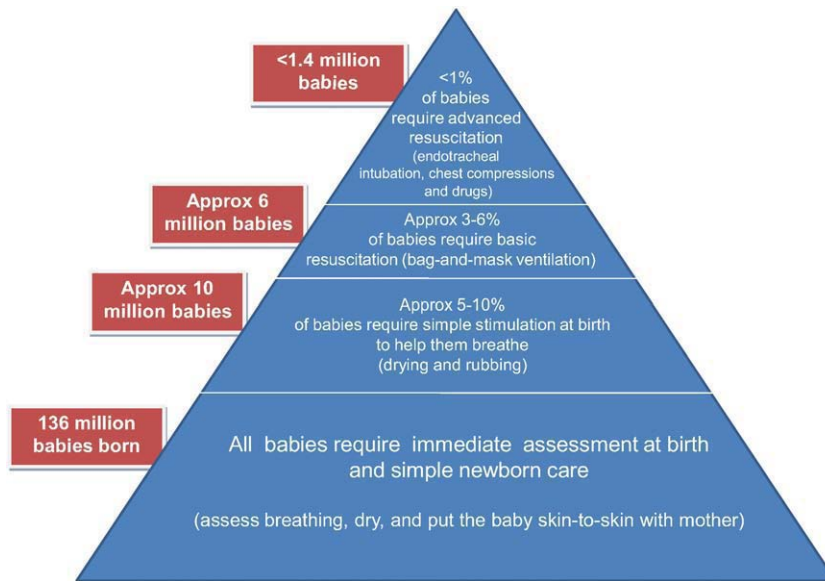 <1.4 million
babies
<1%
of babies
require advanced
resuscitation
(endotracheal
intubation, chest compressions
and drugs)
Approx 6
million babies
Approx 3-6%
of babies require basic
resuscitation (bag-and-mask ventilation)
Approx 10
million babies
Approx 5-10%
of babies require simple stimulation at birth
to help them breathe
(drying and rubbing)
136 million
babies born
All babies require immediate assessment at birth
and simple newborn care
(assess breathing, dry, and put the baby skin-to-skin with mother)